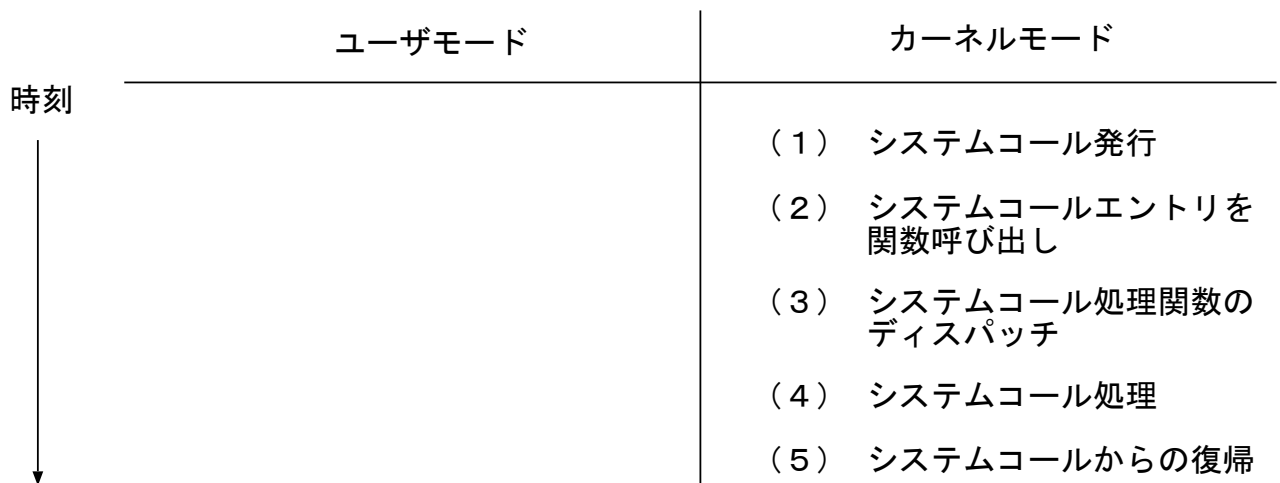 ユーザモード
カーネルモード
時刻
（１） システムコール発行
（２） システムコールエントリを
関数呼び出し
（３） システムコール処理関数の
ディスパッチ
（４） システムコール処理
（５） システムコールからの復帰